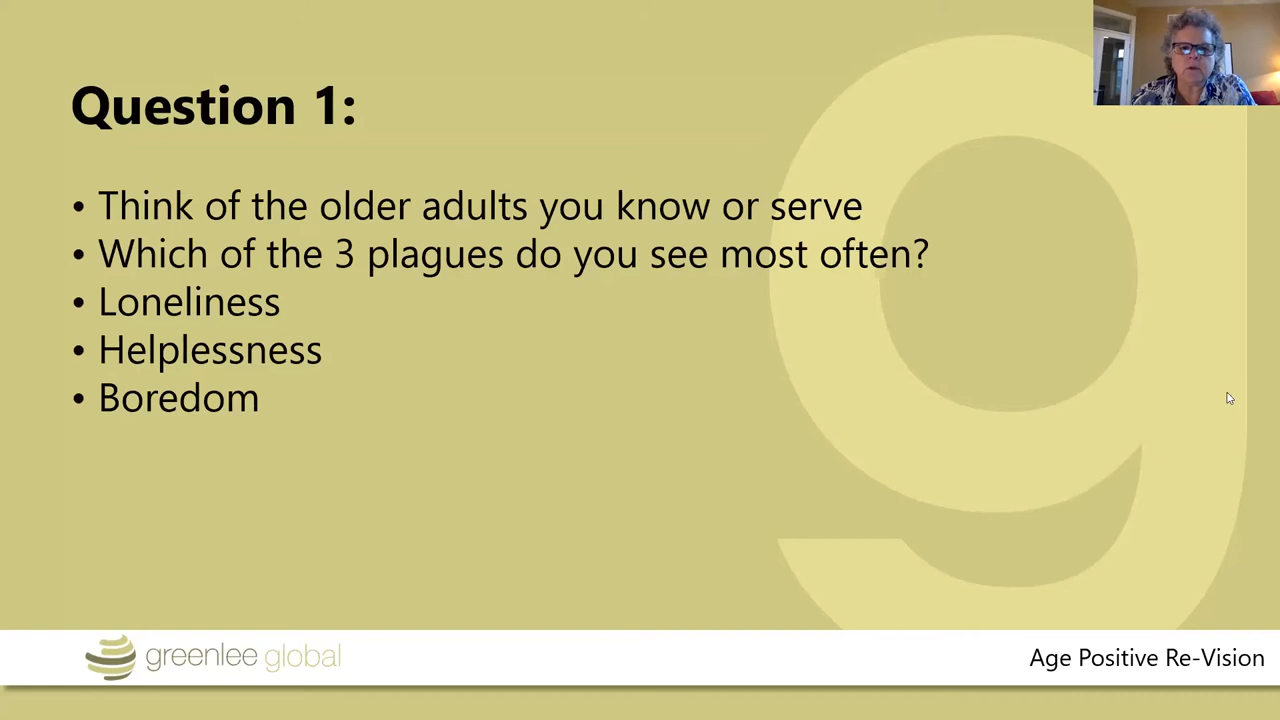 Question 1:
• Think of the older adults you know or serve
• Which of the 3 plagues do you see most often?
• Loneliness
• Helplessness
• Boredom
greenlee global
Age Positive Re-Vision